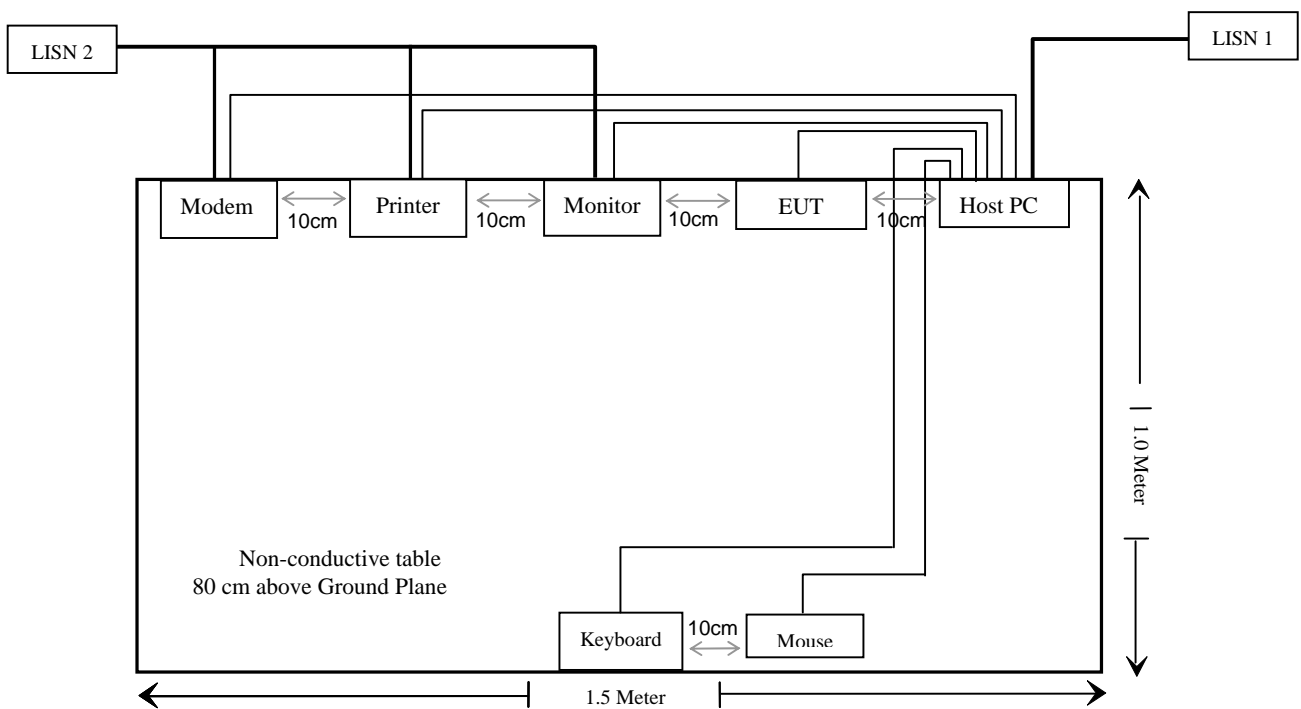 LISN 2
LISN 1
Modem
Printer
Monitor
EUT
Host PC
10cm
10cm
10cm
10cm
1.0 Meter
Non-conductive table
80 cm above Ground Plane
Keyboard
10cm
Mouse
1.5 Meter